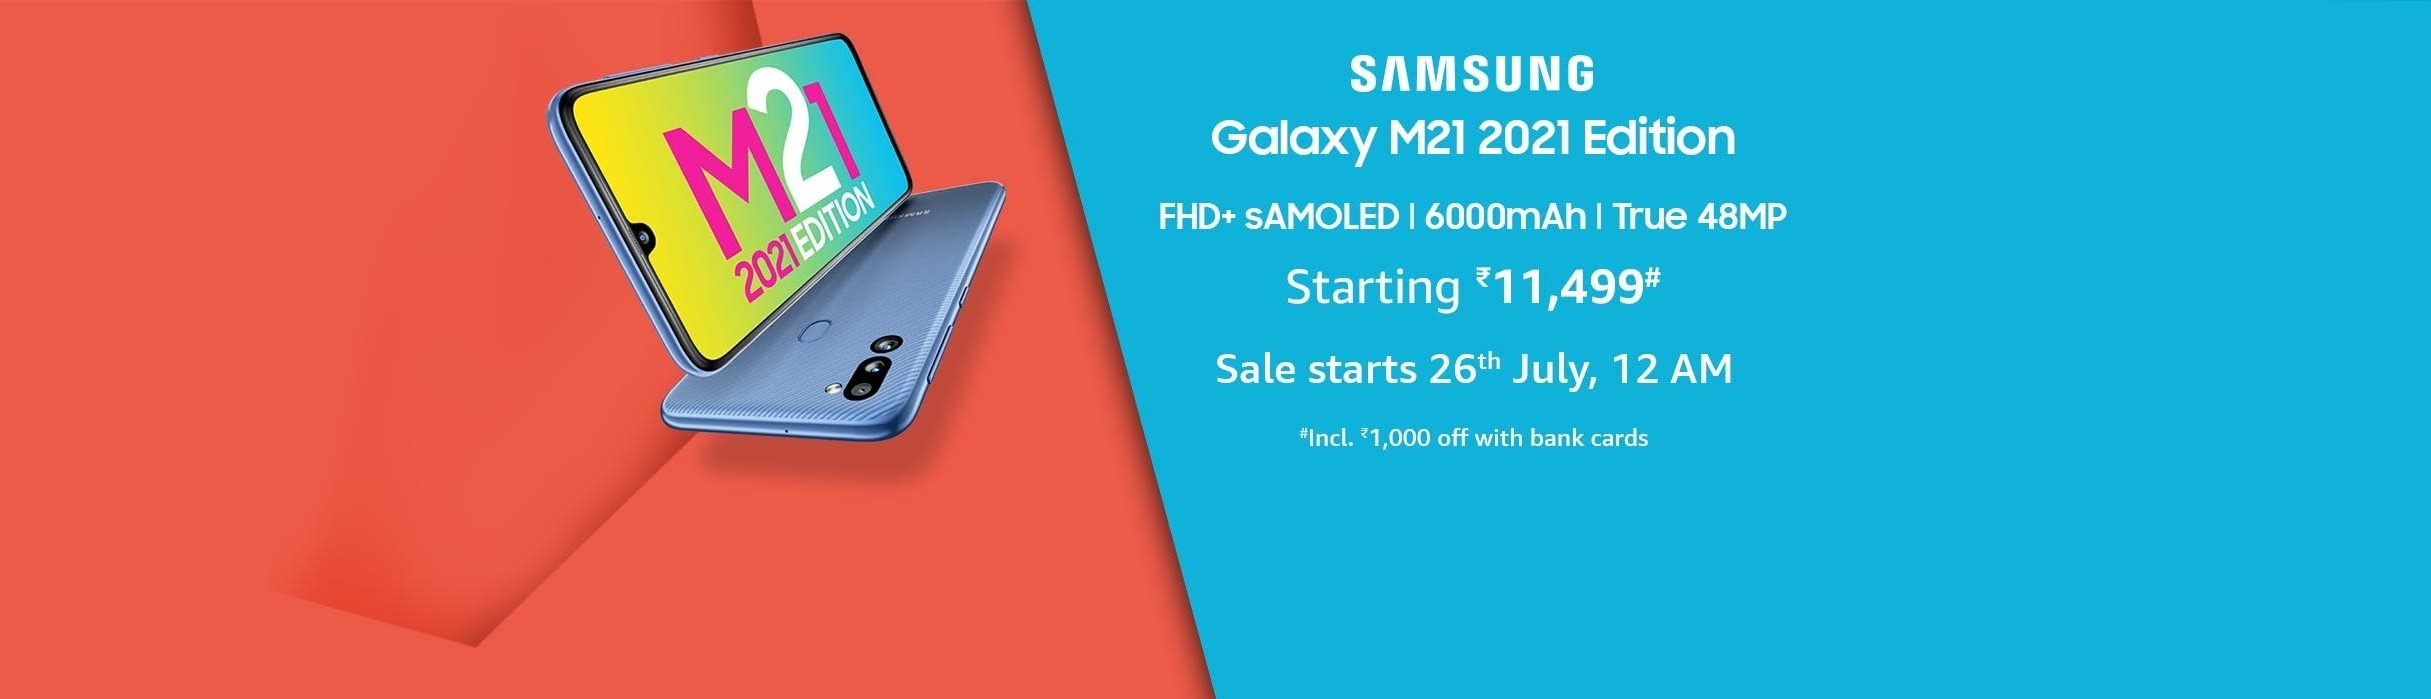 M21
2021 EDITION
SAMSUNG
Galaxy M21 2021 Edition
FHD+ sAMOLED | 6000mAh | True 48MP
Starting ₹11,499#
Sale starts 26th July, 12 AM
#Incl. ₹1,000 off with bank cards